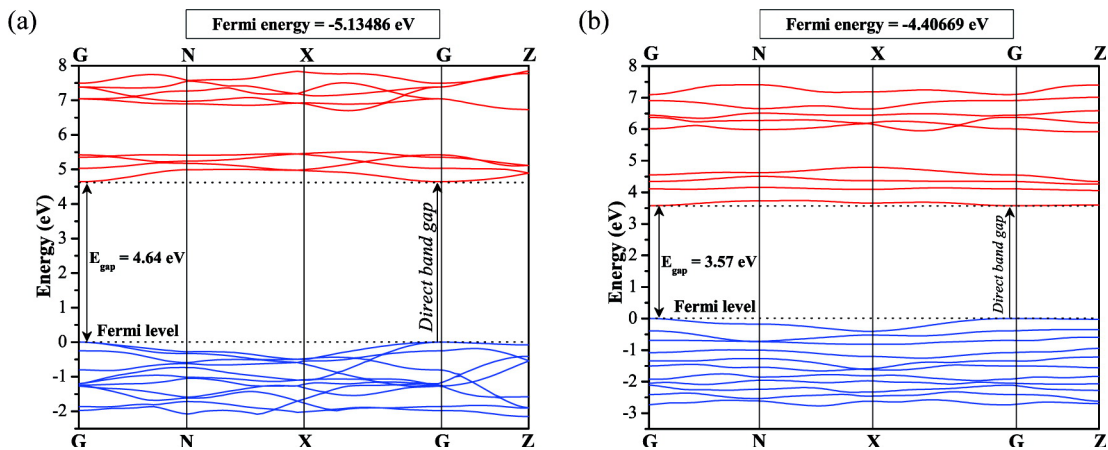 (a)
Fermi energy = -5.13486 eV
G N X G Z
8
7
6
5
4
3
2
1
0
-1
-2
Energy (eV)
E gap = 4.64 eV
Direct band gap
Fermi level
G N X G Z
(b)
Fermi energy = -4.40669 eV
G N X G Z
8
7
6
5
4
3
2
1
0
-1
-2
-3
Energy (eV)
E gap = 3.57 eV
Direct band gap
Fermi level
G N X G Z